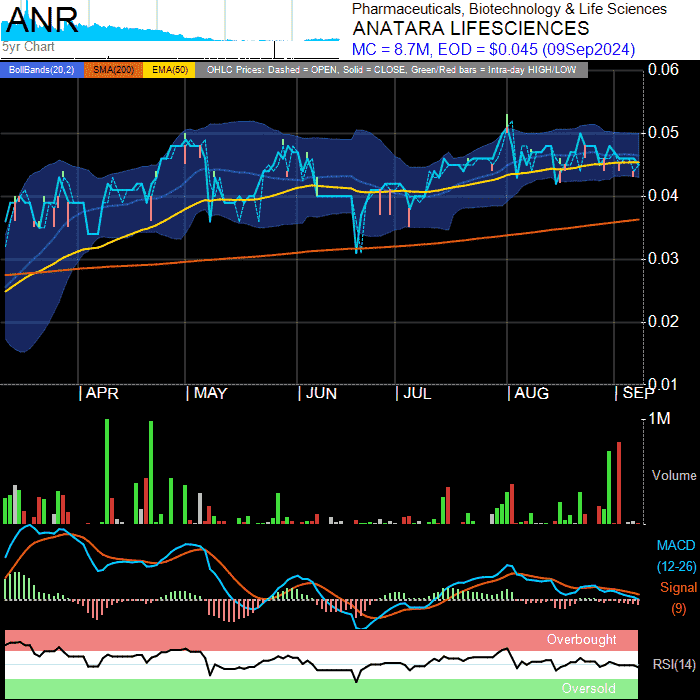 ANR
Pharmaceuticals, Biotechnology & Life Sciences
ANATARA LIFESCIENCES
5yr Chart
MC = 8.7M, EOD = $0.045 (09Sep2024)
BollBands(20,2) SMA(200) EMA(50) OHLC Prices: Dashed = OPEN, Solid = CLOSE, Green/Red bars = Intra-day HIGH/LOW
0.06
0.05
0.04
0.03
0.02
0.01
APR MAY JUN JUL AUG SEP
1M
Volume
MACD
(12-26)
Signal
(9)
Overbought
RSI(14)
Oversold